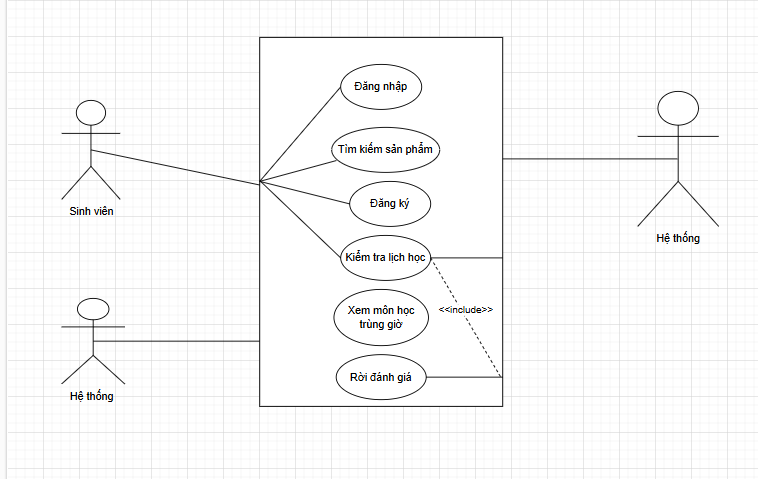 Đăng nhập
Tìm kiếm sản phẩm
Sinh viên
Đăng ký
Hệ thống
Kiểm tra lịch học
Xem môn học
trùng giờ
<<include>>
Rời đánh giá
Hệ thống